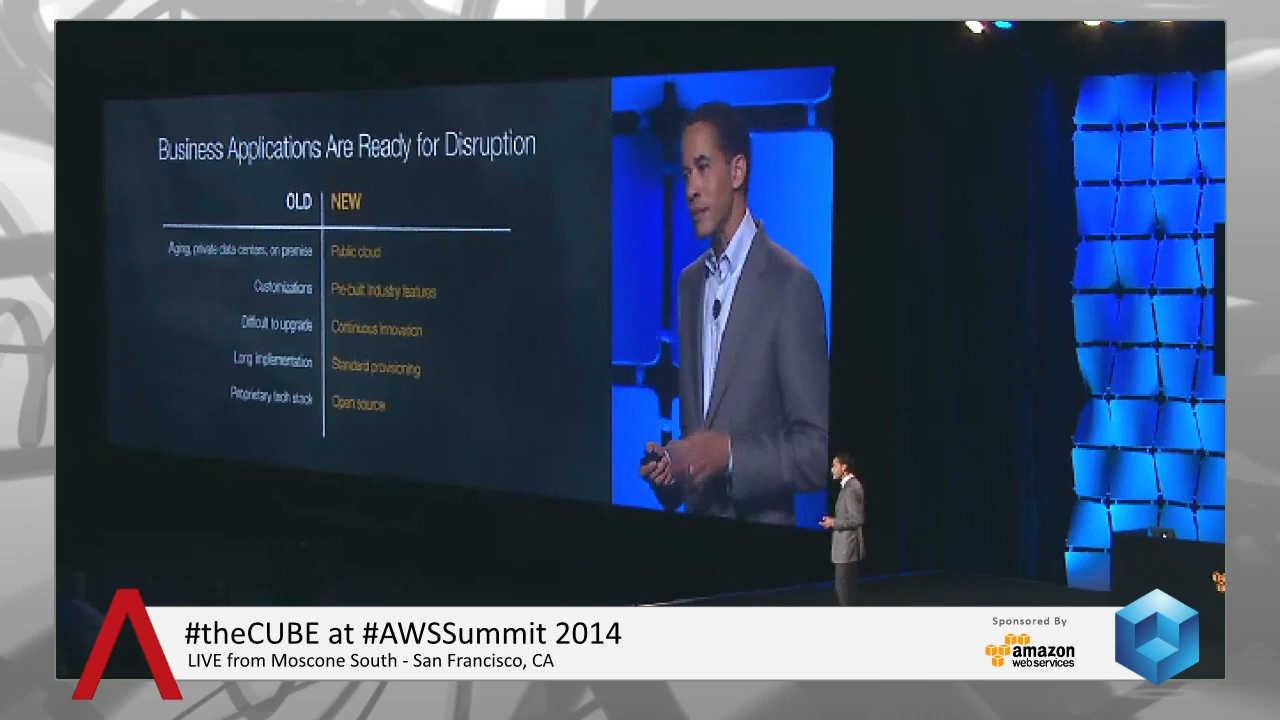 Business Applications Are Ready for Disruption
OLD NEW
Aging, private data centers, on premise Public cloud
Customizations Pre-built industry features
Difficult to upgrade Continuous innovation
Long implementation Standard provisioning
Proprietary tech stack Open source
#theCUBE at #AWSSummit 2014
LIVE from Moscone South - San Francisco, CA
Sponsored By
amazon
web services